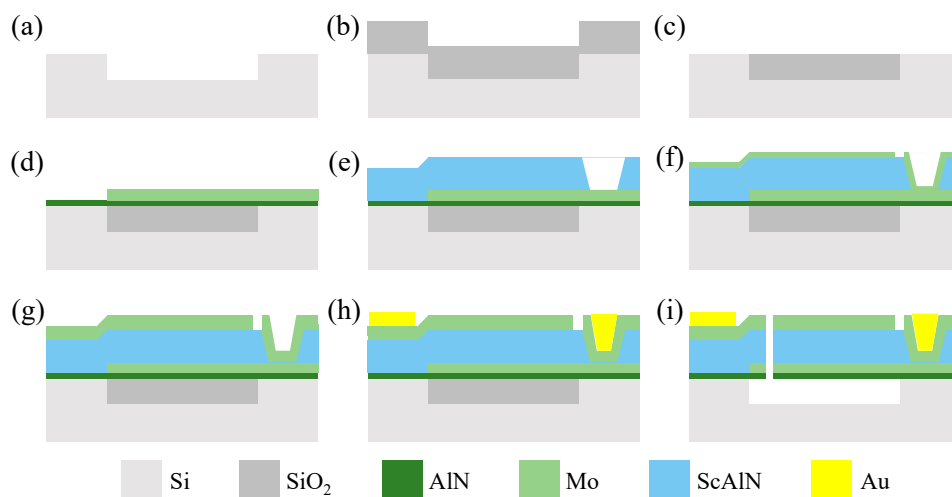 (a) (b) (c)
(d) (e) (f)
(g) (h) (i)
Si SiO₂ AlN Mo ScAlN Au